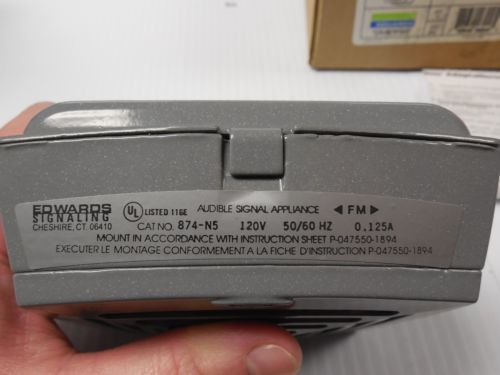 EDWARDS SIGNALING
CHESHIRE, CT. 06410
UL LISTED 116E AUDIBLE SIGNAL APPLIANCE ◄FM►
CAT NO. 874-N5 120V 50/60 HZ 0.125A
MOUNT IN ACCORDANCE WITH INSTRUCTION SHEET P-047550-1894
EXECUTER LE MONTAGE CONFORMEMENT A LA FICHE D'INSTRUCTION P-047550-1894